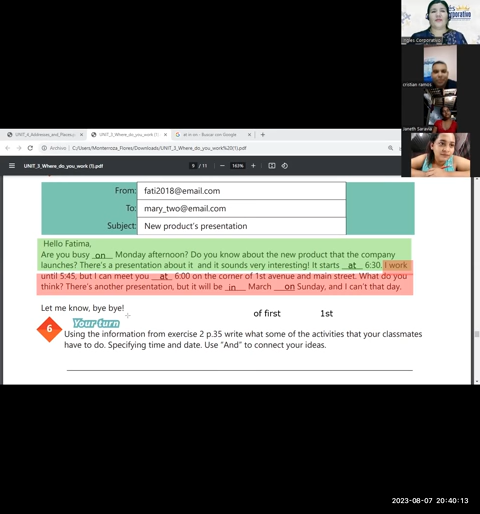 Inglés Corporativo
cristian ramos
Janeth Saravia
UNIT_4_Addresses_and_Places.p
UNIT_3_Where_do_you_work (1).pdf
at in on - Buscar con Google
Archivo
C:/Users/Monterroza_Flores/Downloads/UNIT_3_Where_do_you_work%20(1).pdf
UNIT_3_Where_do_you_work (1).pdf
9 / 11
163%
From: fati2018@email.com
To: mary_two@email.com
Subject: New product's presentation
Hello Fatima,
Are you busy on Monday afternoon? Do you know about the new product that the company
launches? There's a presentation about it and it sounds very interesting! It starts at 6:30. I work
until 5:45, but I can meet you at 6:00 on the corner of 1st avenue and main street. What do you
think? There's another presentation, but it will be in March on Sunday, and I can't that day.
Let me know, bye bye!
of first 1st
6 Your turn
Using the information from exercise 2 p.35 write what some of the activities that your classmates
have to do. Specifying time and date. Use "And" to connect your ideas.
2023-08-07 20:40:13